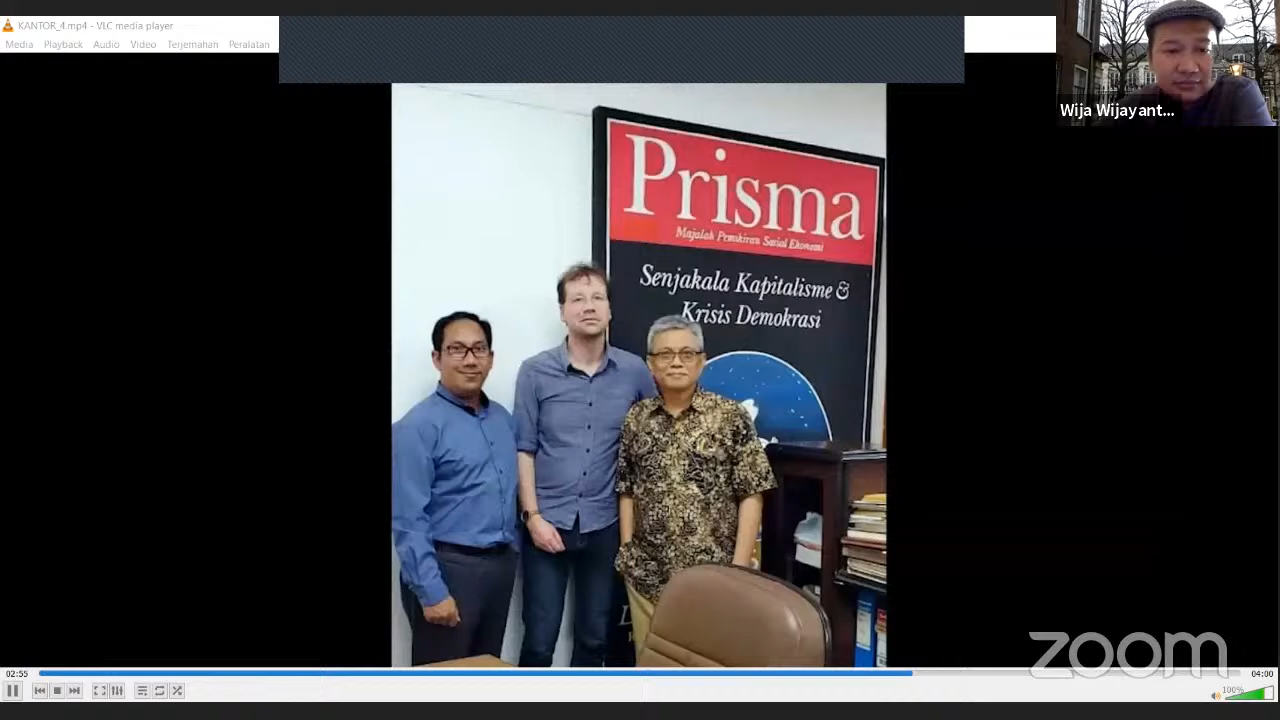 KANTOR_4.mp4 - VLC media player
Media Playback Audio Video Terjemahan Peralatan
Wija Wijayant...
Prisma
Majalah Pemikiran Sosial Ekonomi
Senjakala Kapitalisme &
Krisis Demokrasi
zoom
02:55
04:00
100%